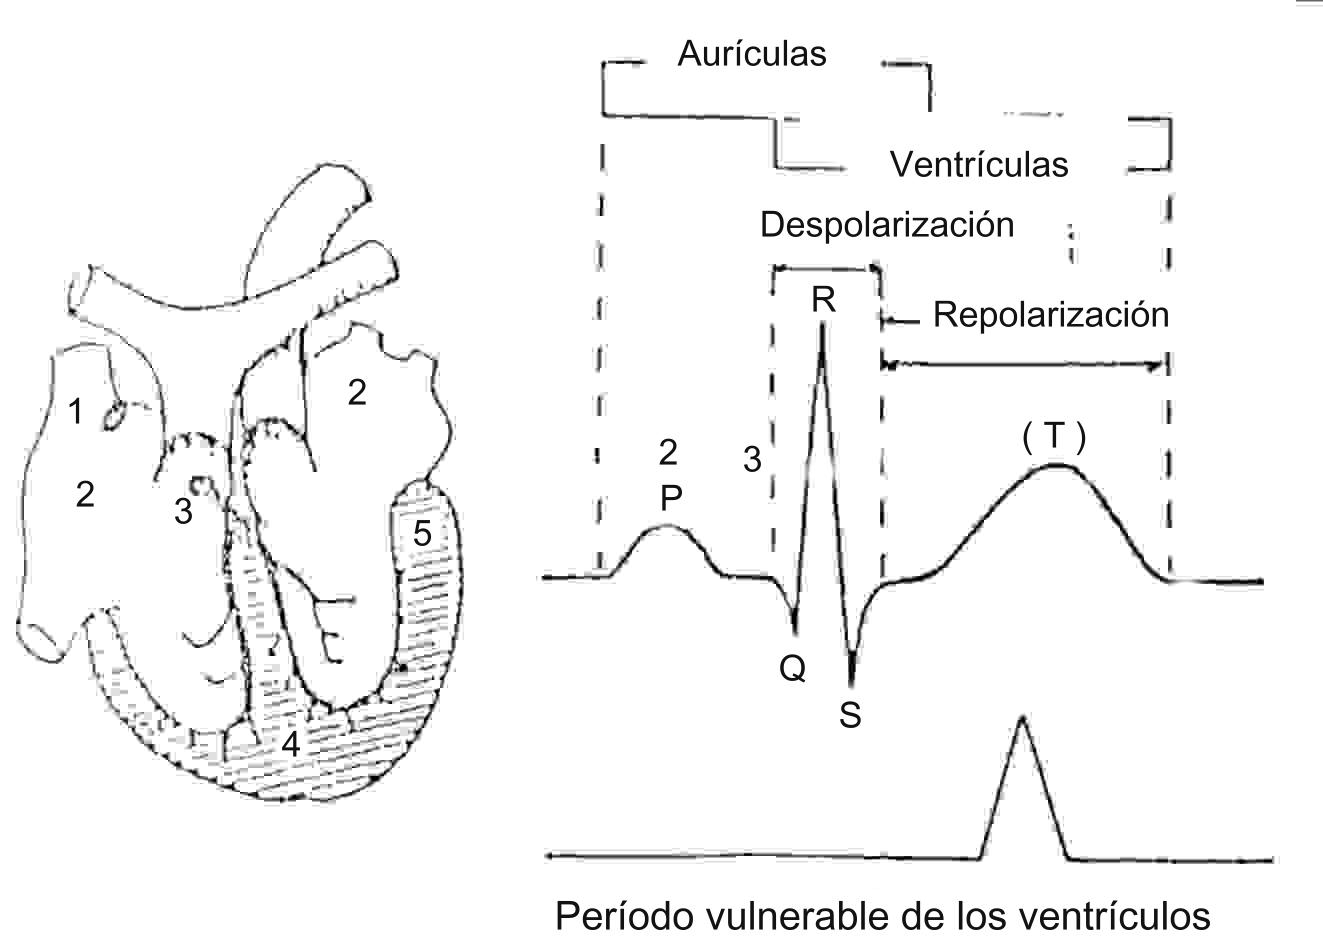 Aurículas
Ventrículas
Despolarización
R
Repolarización
1
2
2
3
5
4
2
P
3
( T )
Q
S
Período vulnerable de los ventrículos